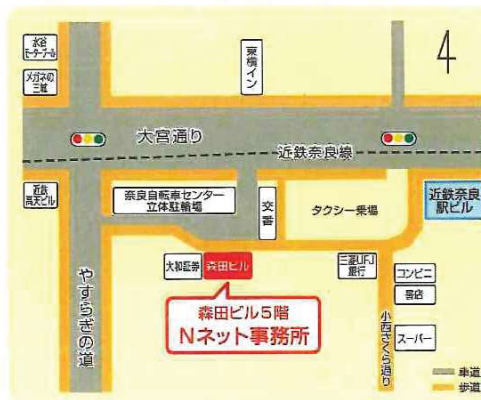 水谷
モータープール
メガネの
三城
東横イン
4
大宮通り
近鉄奈良線
近鉄
高天ビル
奈良自転車センター
立体駐輪場
交番
タクシー乗場
近鉄奈良
駅ビル
大和証券
森田ビル
三菱UFJ
銀行
コンビニ
書店
スーパー
やすらぎの道
小西さくら通り
森田ビル5階
Nネット事務所
車道
歩道